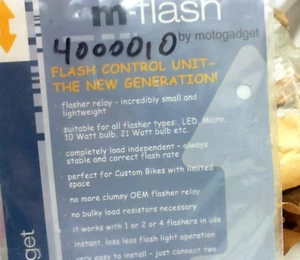 m-flash
by motogadget
4000010
FLASH CONTROL UNIT-
THE NEW GENERATION!
· flasher relay - incredibly small and
lightweight
· suitable for all flasher types: LED, Micro,
10 Watt bulb, 21 Watt bulb etc.
· completely load independent - always
stable and correct flash rate
· perfect for Custom Bikes with limited
space
· no more clumsy OEM flasher relay
· no bulky load resistors necessary
· it works with 1 or 2 or 4 flashers in use
· instant, loss less flash light operation
· very easy to install - just connect two
get